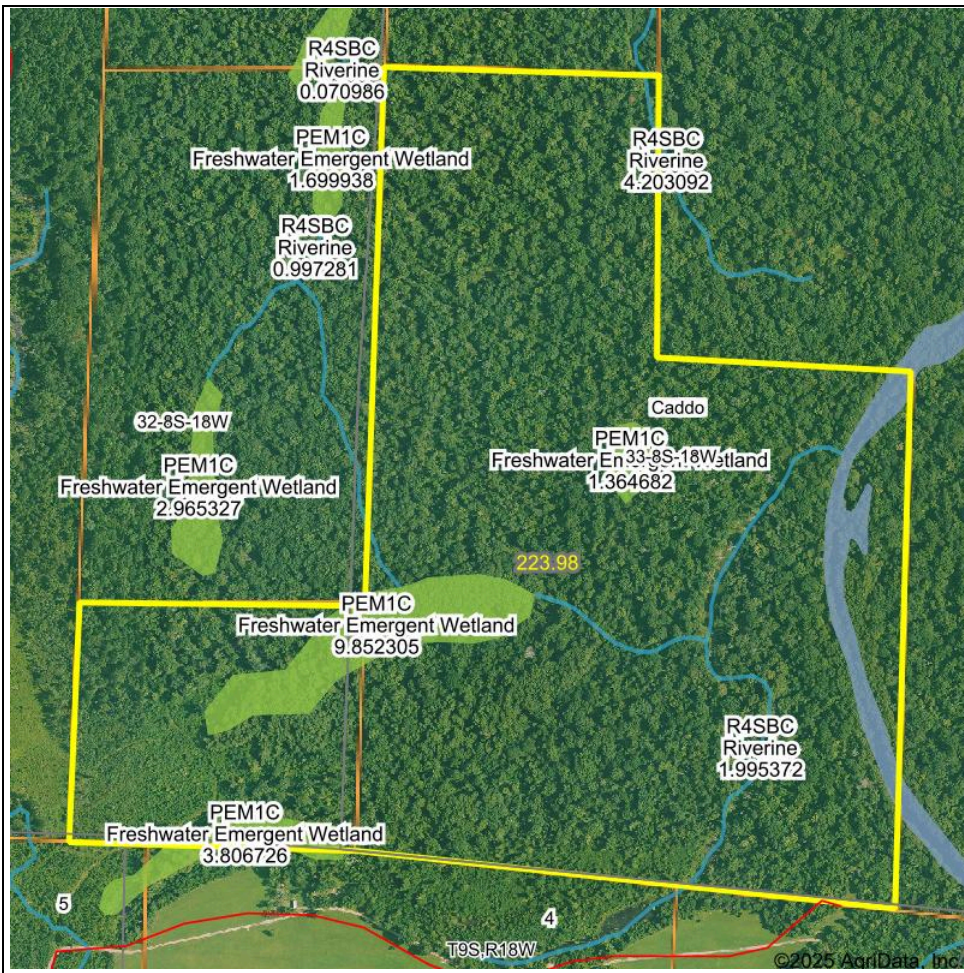 R4SBC
Riverine
0.070986
PEM1C
Freshwater Emergent Wetland
1.699938
R4SBC
Riverine
4.203092
R4SBC
Riverine
0.997281
Caddo
32-8S-18W
PEM1C
Freshwater Emergent Wetland
2.965327
PEM1C
Freshwater En 33-8S-18W etland
1.364682
223.98
PEM1C
Freshwater Emergent Wetland
9.852305
R4SBC
Riverine
1.995372
PEM1C
Freshwater Emergent Wetland
3.806726
5
4
T9S,R18W
©2025 AgriData, Inc.